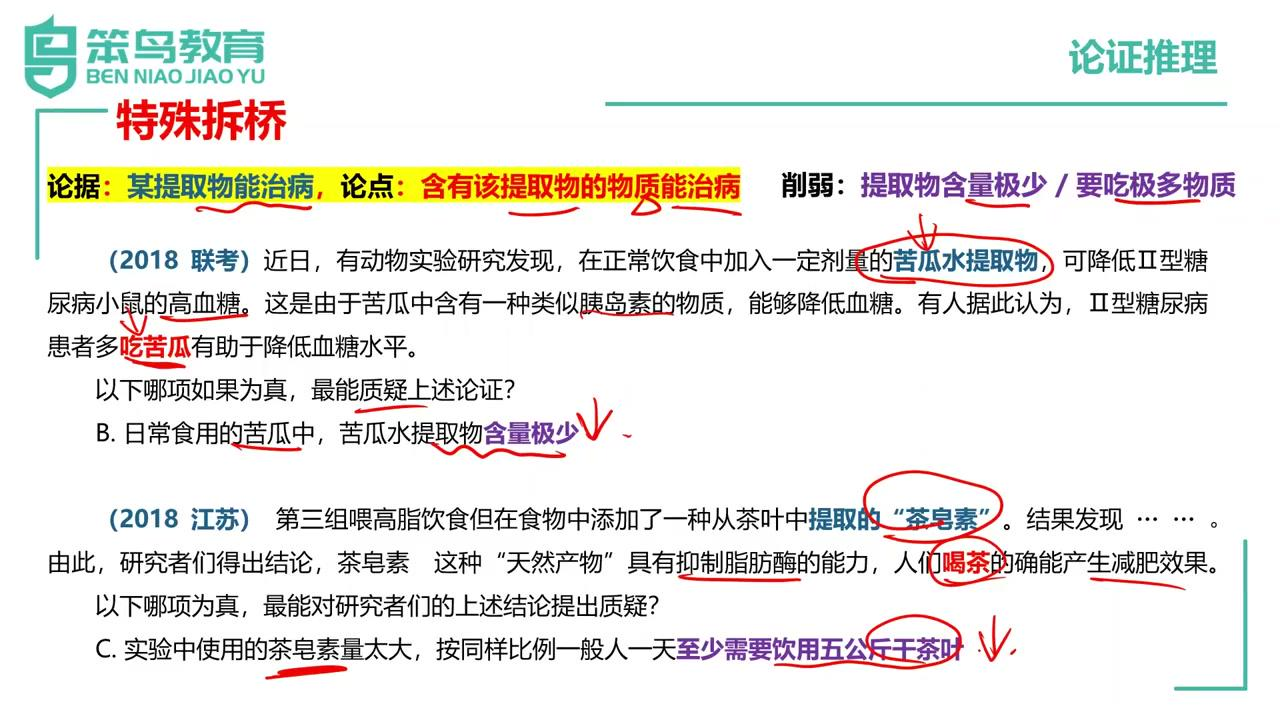 笨鸟教育
BEN NIAO JIAO YU
论证推理
特殊拆桥
论据：某提取物能治病，论点：含有该提取物的物质能治病 削弱：提取物含量极少 / 要吃极多物质
（2018 联考）近日，有动物实验研究发现，在正常饮食中加入一定剂量的苦瓜水提取物，可降低Ⅱ型糖
尿病小鼠的高血糖。这是由于苦瓜中含有一种类似胰岛素的物质，能够降低血糖。有人据此认为，Ⅱ型糖尿病
患者多吃苦瓜有助于降低血糖水平。
以下哪项如果为真，最能质疑上述论证？
B. 日常食用的苦瓜中，苦瓜水提取物含量极少
（2018 江苏） 第三组喂高脂饮食但在食物中添加了一种从茶叶中提取的“茶皂素”。结果发现 … … 。
由此，研究者们得出结论，茶皂素 这种“天然产物”具有抑制脂肪酶的能力，人们喝茶的确能产生减肥效果。
以下哪项为真，最能对研究者们的上述结论提出质疑？
C. 实验中使用的茶皂素量太大，按同样比例一般人一天至少需要饮用五公斤干茶叶